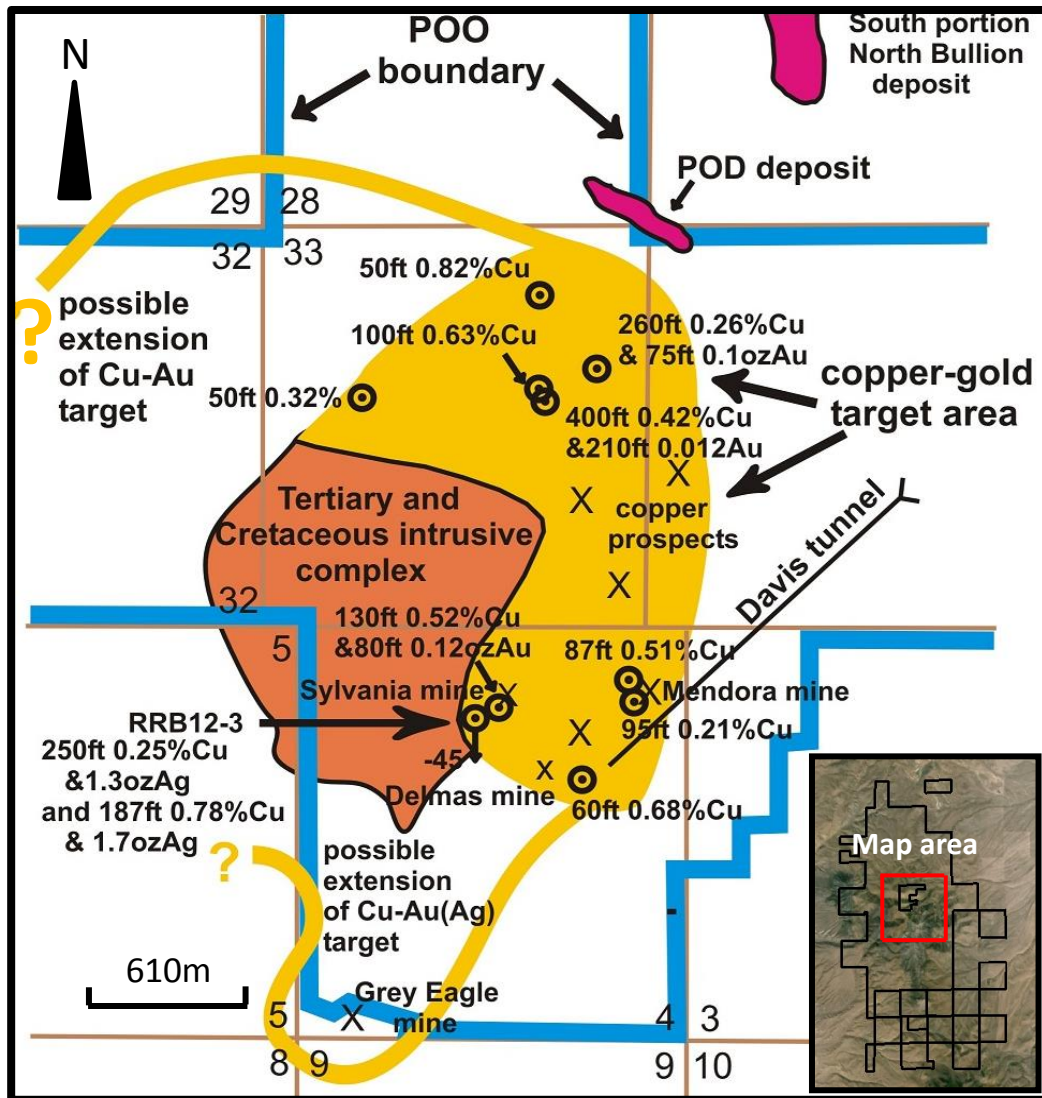 N
POO
boundary
South portion
North Bullion
deposit
POD deposit
29
28
32
33
50ft 0.82%Cu
?
possible
extension
of Cu-Au
target
100ft 0.63%Cu
260ft 0.26%Cu
& 75ft 0.1ozAu
50ft 0.32%
copper-gold
target area
400ft 0.42%Cu
&210ft 0.012Au
X
X
copper
prospects
X
Tertiary and
Cretaceous intrusive
complex
Davis tunnel
32
5
130ft 0.52%Cu
&80ft 0.12ozAu
87ft 0.51%Cu
Sylvania mine
X
X
Mendora mine
RRB12-3
95ft 0.21%Cu
X
250ft 0.25%Cu
&1.3ozAg
and 187ft 0.78%Cu
& 1.7ozAg
-45
x
Delmas mine
60ft 0.68%Cu
?
possible
extension
of Cu-Au(Ag)
target
Map area
610m
5
X
Grey Eagle
mine
4
3
8
9
9
10